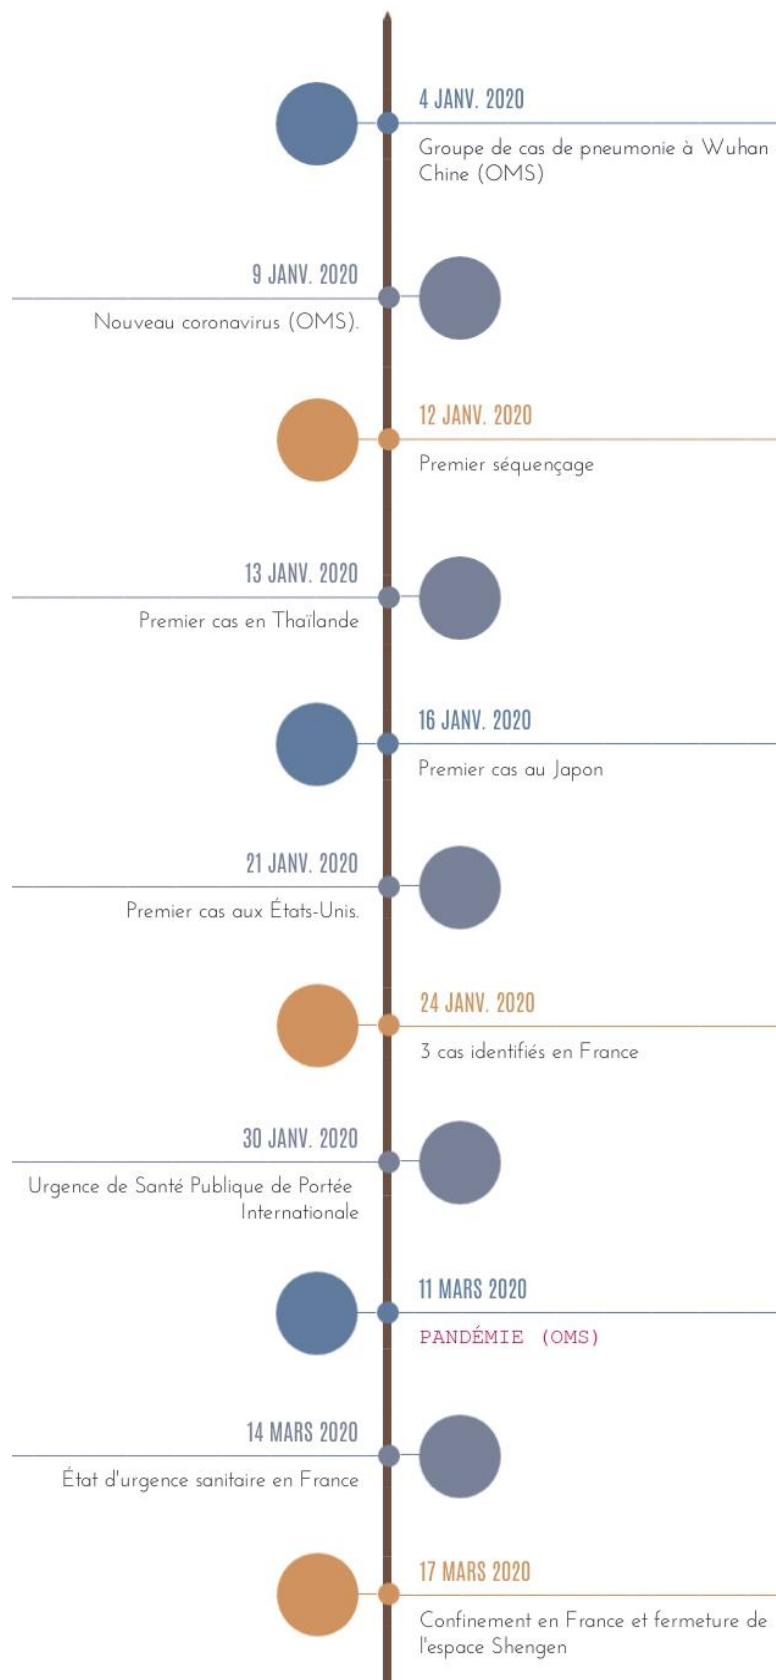 4 JANV. 2020
Groupe de cas de pneumonie à Wuhan
Chine (OMS)
9 JANV. 2020
Nouveau coronavirus (OMS).
12 JANV. 2020
Premier séquençage
13 JANV. 2020
Premier cas en Thaïlande
16 JANV. 2020
Premier cas au Japon
21 JANV. 2020
Premier cas aux États-Unis.
24 JANV. 2020
3 cas identifiés en France
30 JANV. 2020
Urgence de Santé Publique de Portée
Internationale
11 MARS 2020
PANDÉMIE (OMS)
14 MARS 2020
État d'urgence sanitaire en France
17 MARS 2020
Confinement en France et fermeture de
l'espace Shengen